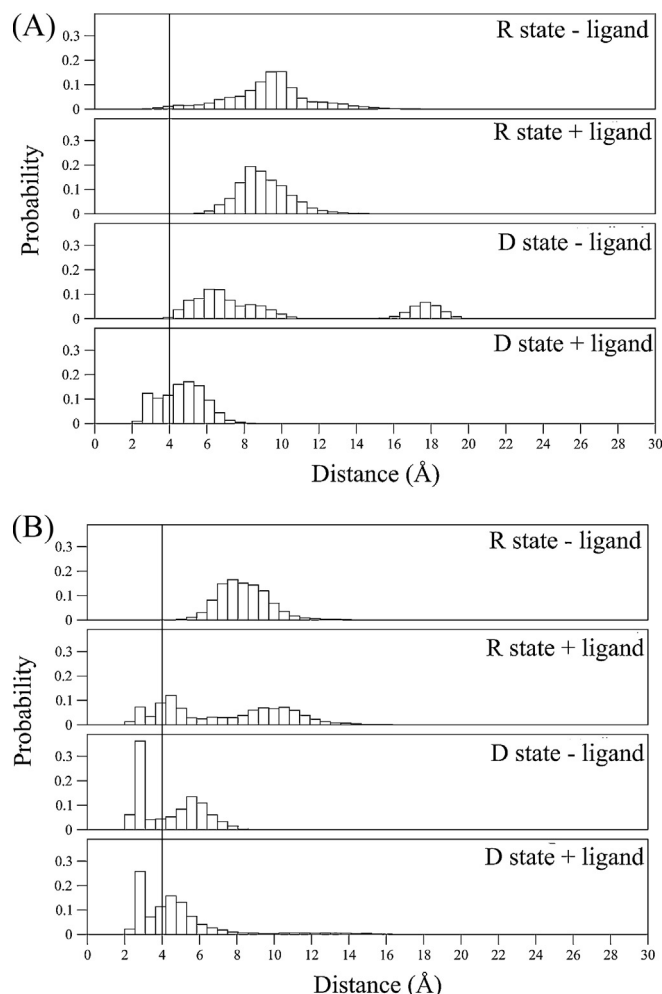 (A)
R state - ligand
0.3
0.2
0.1
0
R state + ligand
0.3
0.2
0.1
0
Probability
D state - ligand
0.3
0.2
0.1
0
D state + ligand
0.3
0.2
0.1
0
0 2 4 6 8 10 12 14 16 18 20 22 24 26 28 30
Distance (Å)
(B)
R state - ligand
0.3
0.2
0.1
0
R state + ligand
0.3
0.2
0.1
0
Probability
D state - ligand
0.3
0.2
0.1
0
D state + ligand
0.3
0.2
0.1
0
0 2 4 6 8 10 12 14 16 18 20 22 24 26 28 30
Distance (Å)